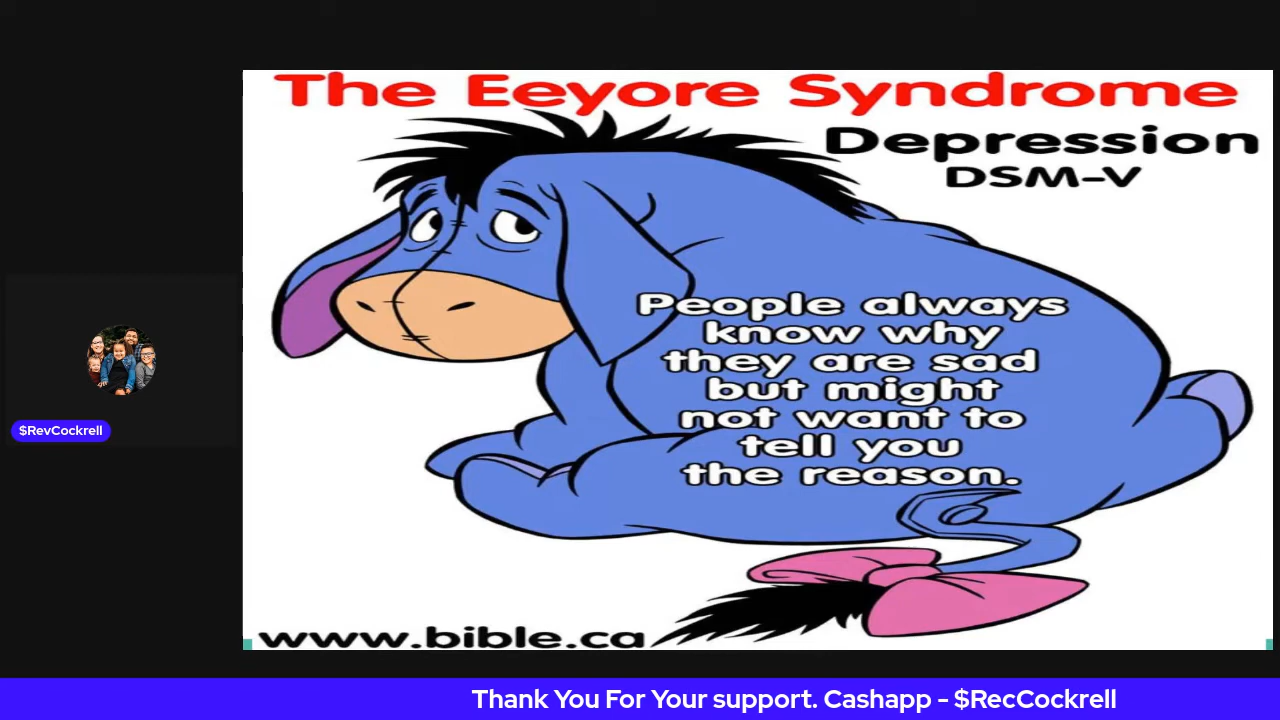 The Eeyore Syndrome
Depression
DSM-V
People always
know why
they are sad
but might
not want to
tell you
the reason.
www.bible.ca
$RevCockrell
Thank You For Your support. Cashapp - $RecCockrell